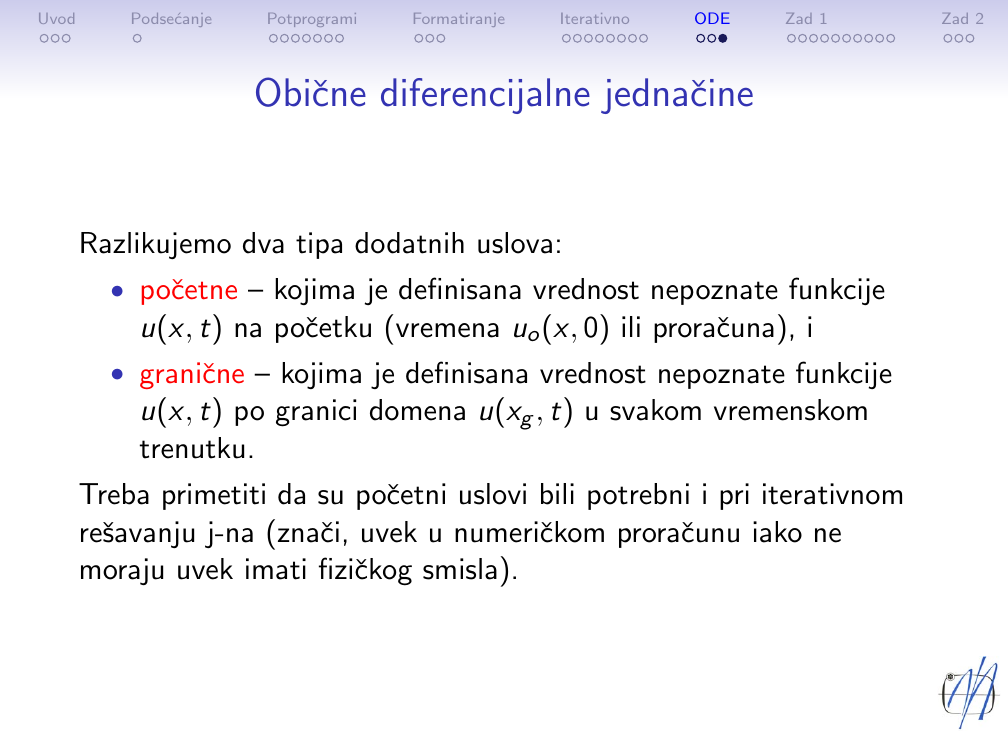 Uvod Podsećanje Potprogrami Formatiranje Iterativno ODE Zad 1 Zad 2
Obične diferencijalne jednačine
Razlikujemo dva tipa dodatnih uslova:
• početne – kojima je definisana vrednost nepoznate funkcije
u(x, t) na početku (vremena uₒ(x, 0) ili proračuna), i
• granične – kojima je definisana vrednost nepoznate funkcije
u(x, t) po granici domena u(x_g, t) u svakom vremenskom
trenutku.
Treba primetiti da su početni uslovi bili potrebni i pri iterativnom
rešavanju j-na (znači, uvek u numeričkom proračunu iako ne
moraju uvek imati fizičkog smisla).